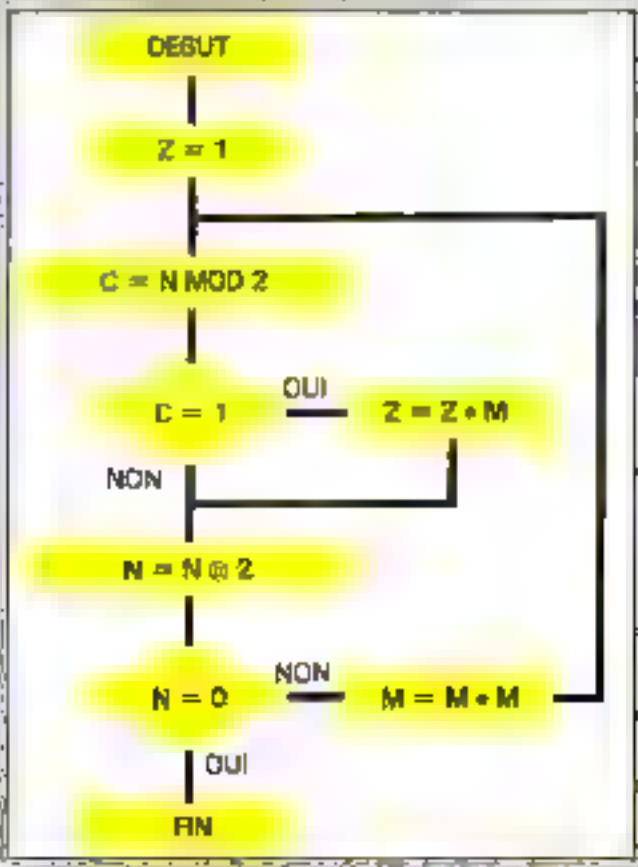 DEBUT
Z = 1
C = N MOD 2
C = 1
OUI
Z = Z * M
NON
N = N @ 2
N = 0
NON
M = M * M
OUI
FIN